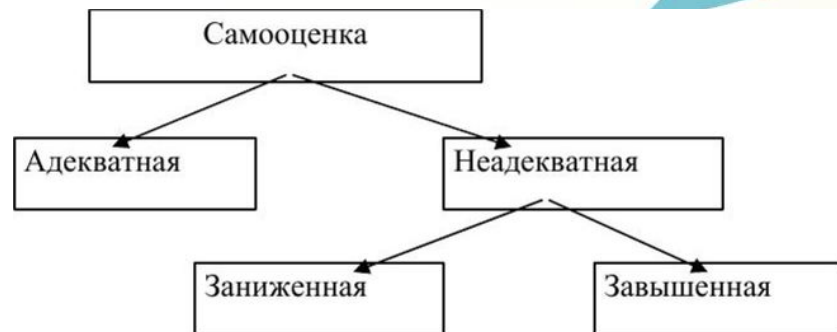 Самооценка
Адекватная
Неадекватная
Заниженная
Завышенная